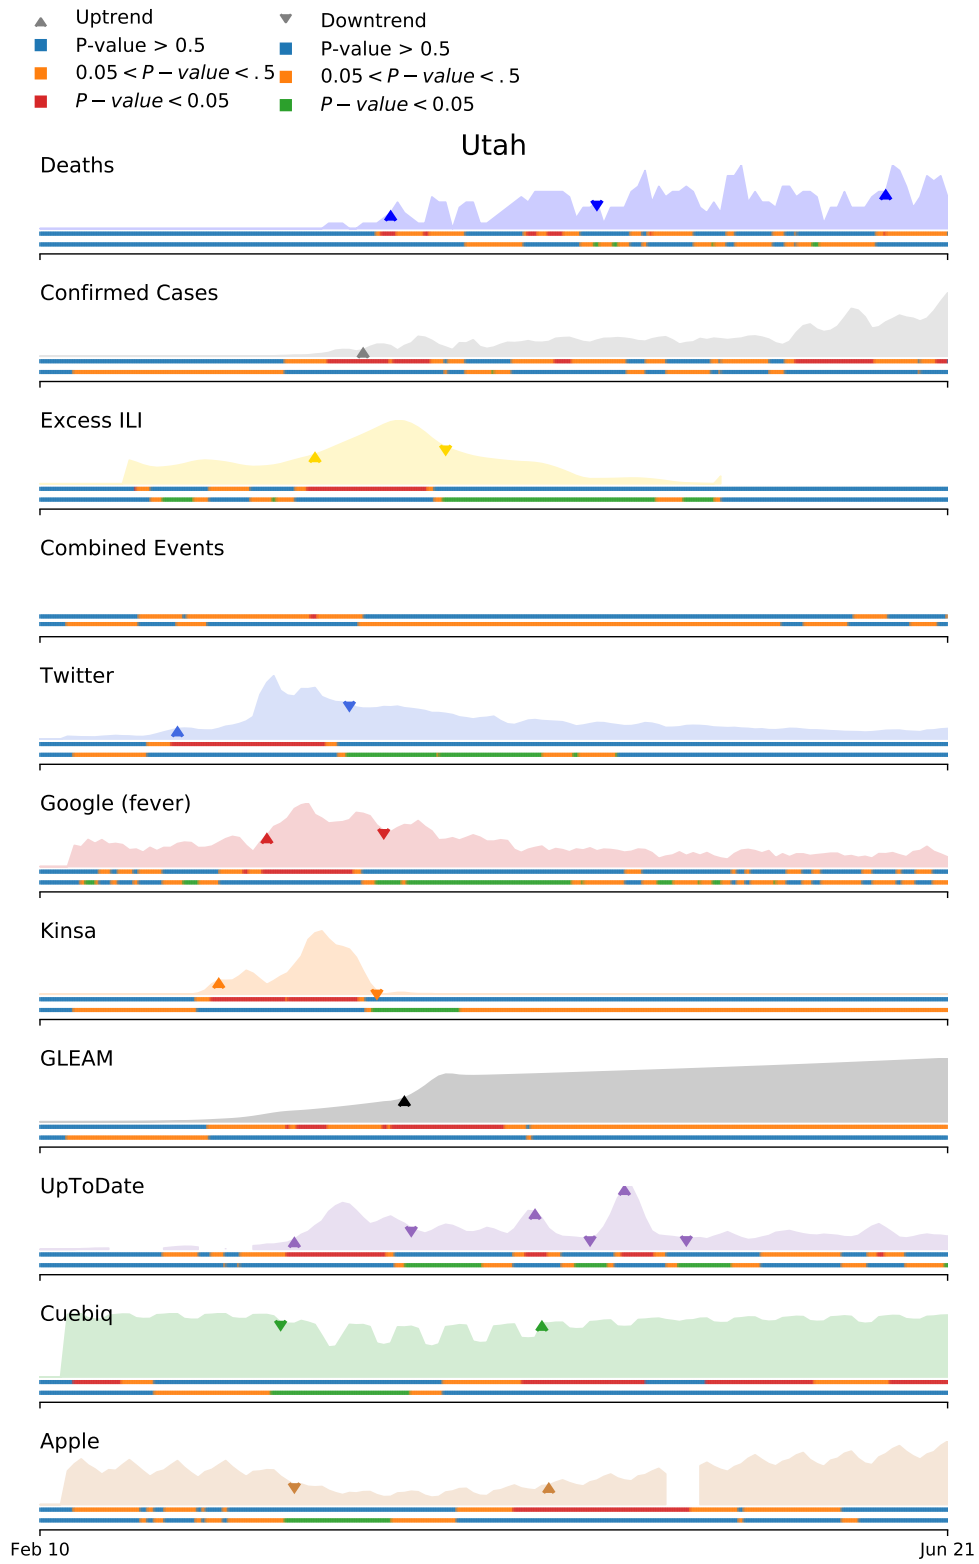 Uptrend
P-value > 0.5
0.05 < P − value < .5
P − value < 0.05
Downtrend
P-value > 0.5
0.05 < P − value < .5
P − value < 0.05
Utah
Deaths
Confirmed Cases
Excess ILI
Combined Events
Twitter
Google (fever)
Kinsa
GLEAM
UpToDate
Cuebiq
Apple
Feb 10 Jun 21